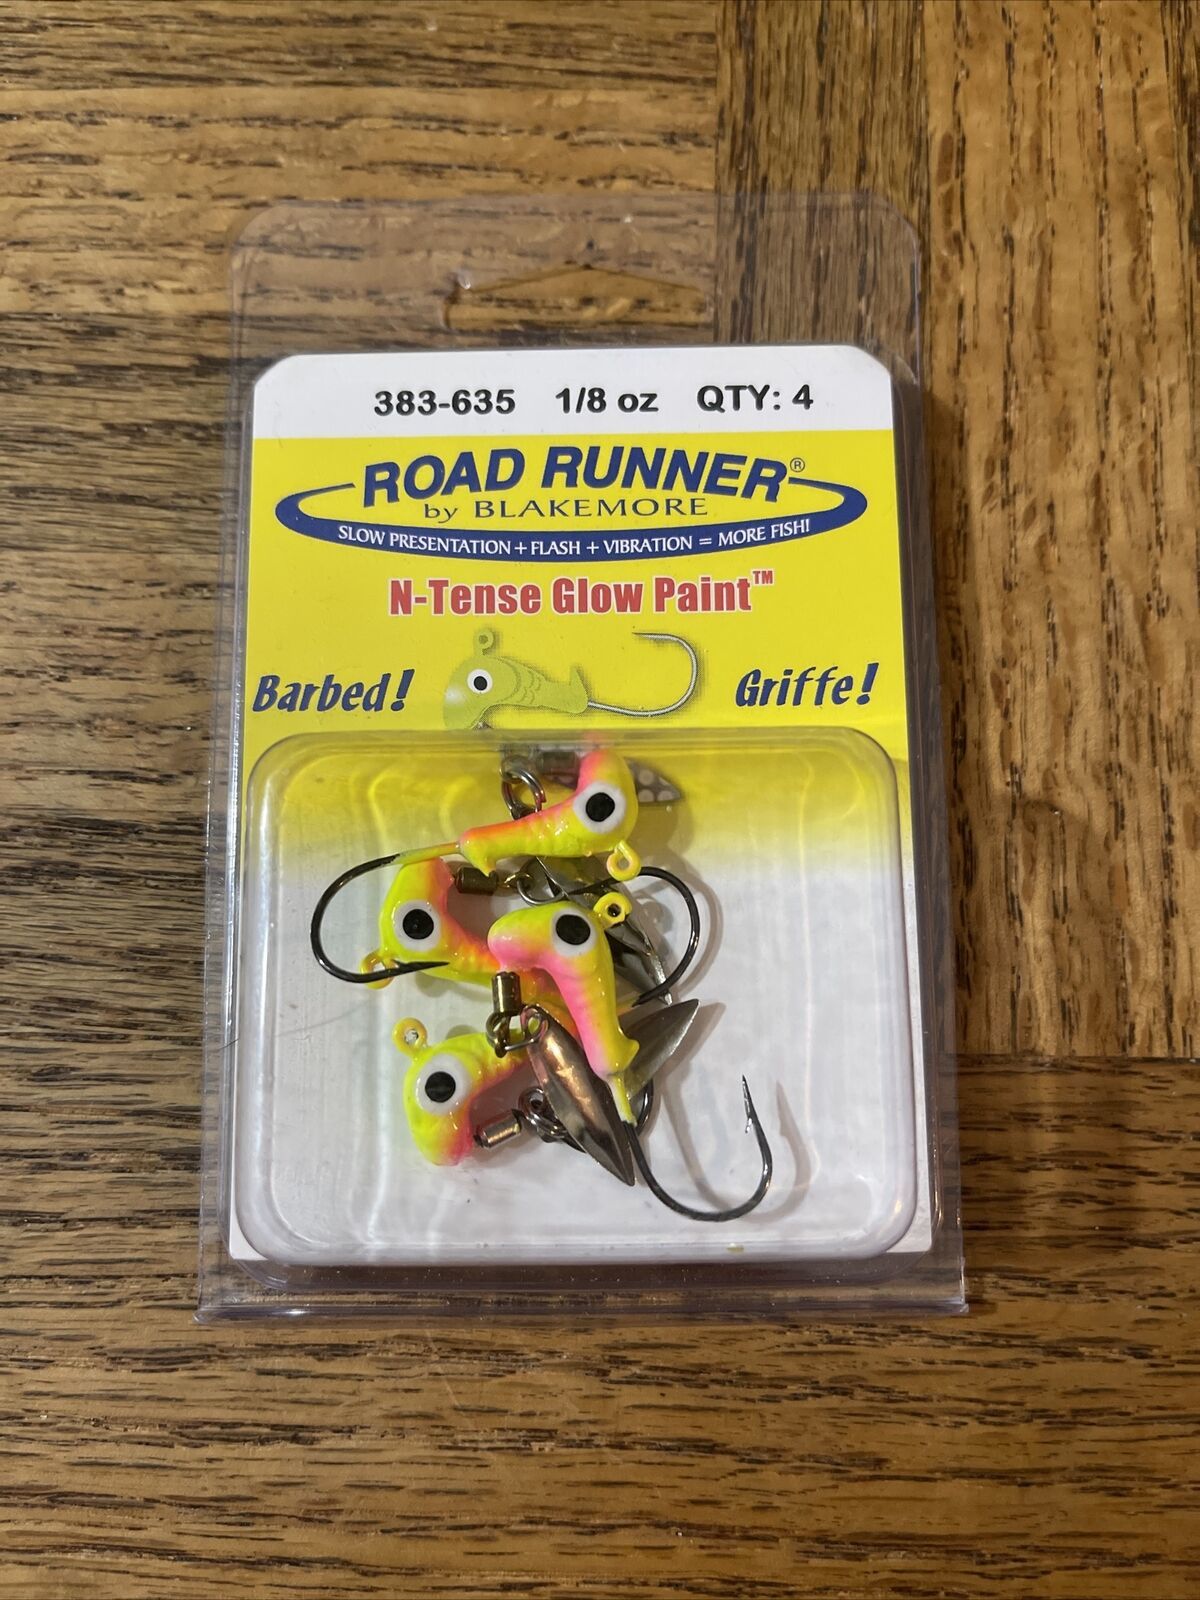 383-635 1/8 oz QTY: 4
ROAD RUNNER®
by BLAKEMORE
SLOW PRESENTATION + FLASH + VIBRATION = MORE FISH!
N-Tense Glow Paint™
Barbed! Griffe!